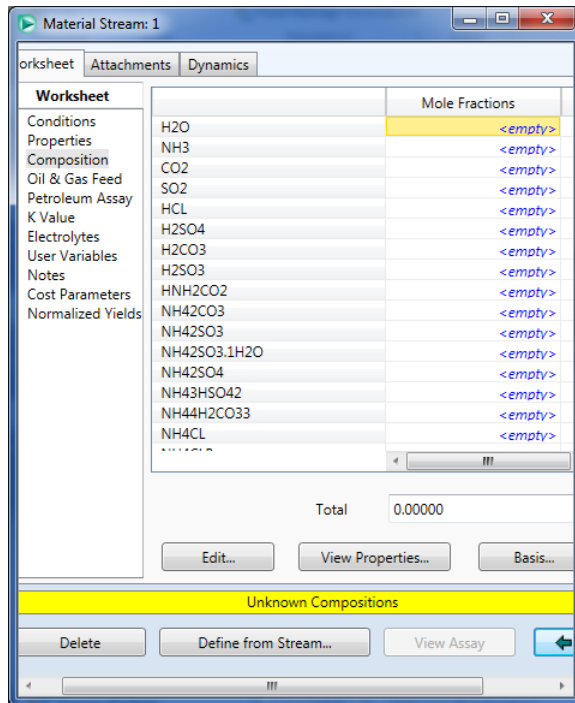 Material Stream: 1
orksheet Attachments Dynamics
Worksheet
Conditions
Properties
Composition
Oil & Gas Feed
Petroleum Assay
K Value
Electrolytes
User Variables
Notes
Cost Parameters
Normalized Yields
Mole Fractions
H2O <empty>
NH3 <empty>
CO2 <empty>
SO2 <empty>
HCL <empty>
H2SO4 <empty>
H2CO3 <empty>
H2SO3 <empty>
HNH2CO2 <empty>
NH42CO3 <empty>
NH42SO3 <empty>
NH42SO3.1H2O <empty>
NH42SO4 <empty>
NH43HSO42 <empty>
NH44H2CO33 <empty>
NH4CL <empty>
Total 0.00000
Edit... View Properties... Basis...
Unknown Compositions
Delete Define from Stream... View Assay